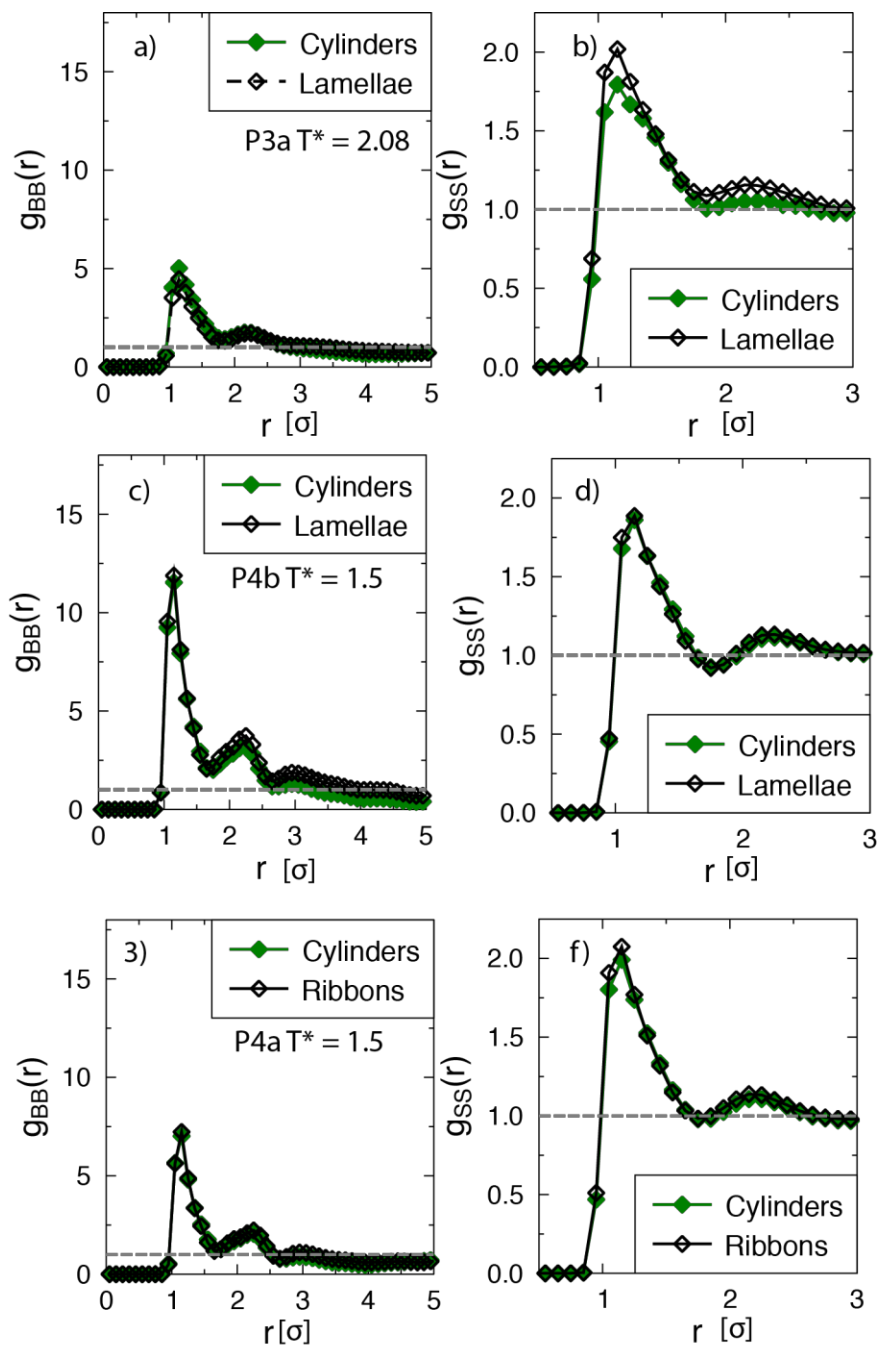 a)
Cylinders
Lamellae
P3a T* = 2.08
15
10
5
0
gBB(r)
0 1 2 3 4 5
r [σ]
b)
2.0
1.5
1.0
0.5
0.0
gSS(r)
Cylinders
Lamellae
1 2 3
r [σ]
c)
Cylinders
Lamellae
P4b T* = 1.5
15
10
5
0
gBB(r)
0 1 2 3 4 5
r [σ]
d)
2.0
1.5
1.0
0.5
0.0
gSS(r)
Cylinders
Lamellae
1 2 3
r [σ]
3)
Cylinders
Ribbons
P4a T* = 1.5
15
10
5
0
gBB(r)
0 1 2 3 4 5
r [σ]
f)
2.0
1.5
1.0
0.5
0.0
gSS(r)
Cylinders
Ribbons
1 2 3
r [σ]